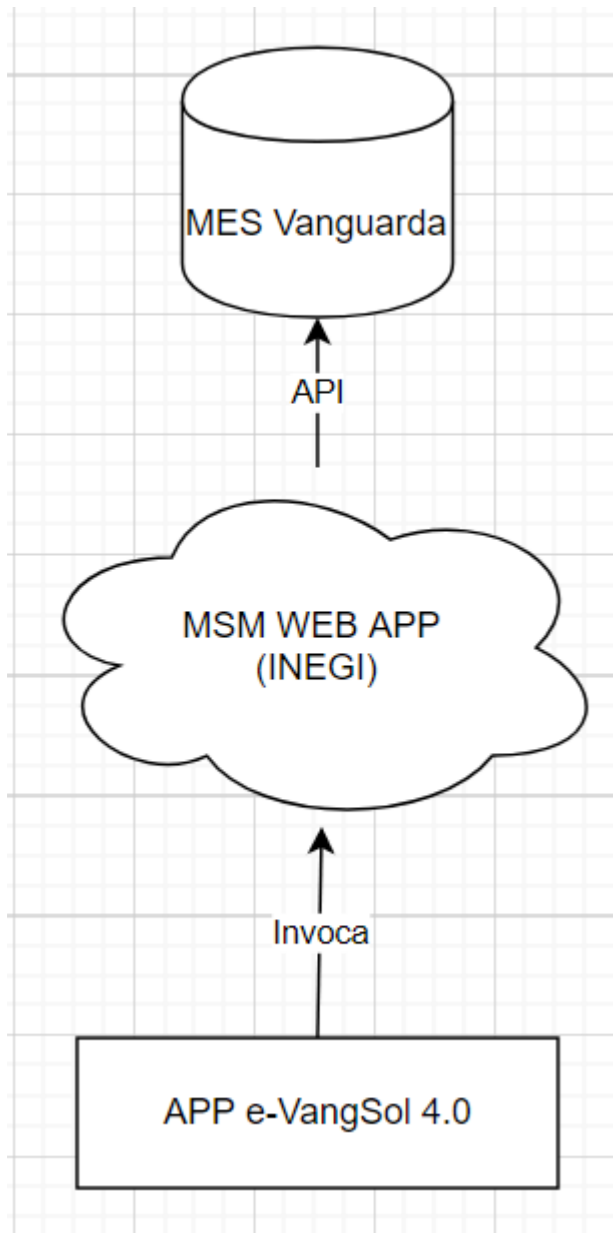 MES Vanguarda
API
MSM WEB APP
(INEGI)
Invoca
APP e-VangSol 4.0